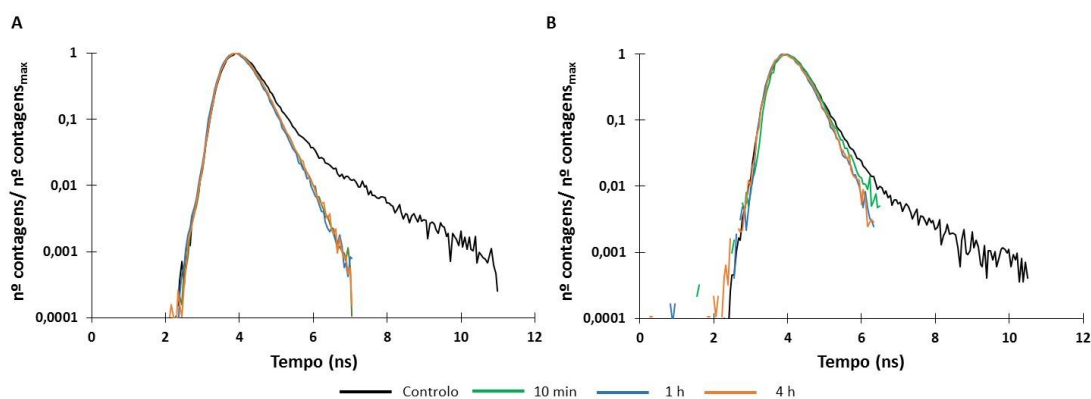 A
nº contagens/ nº contagens max
1
0,1
0,01
0,001
0,0001
0 2 4 6 8 10 12
Tempo (ns)
B
nº contagens/ nº contagens max
1
0,1
0,01
0,001
0,0001
0 2 4 6 8 10 12
Tempo (ns)
Controlo 10 min 1 h 4 h